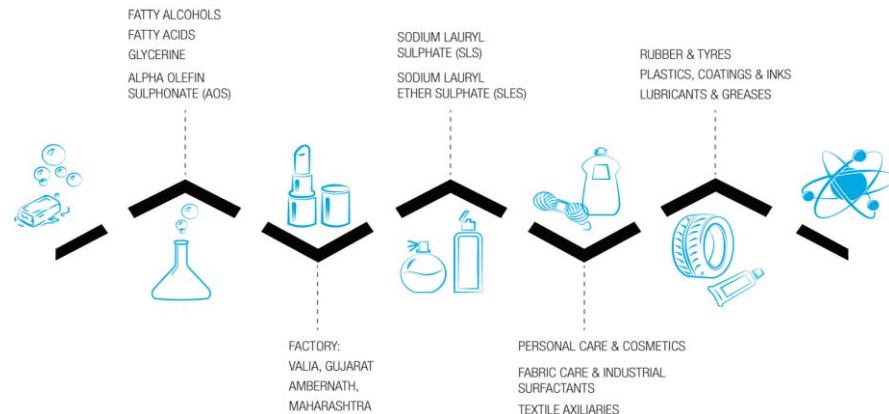 FATTY ALCOHOLS
FATTY ACIDS
GLYCERINE
ALPHA OLEFIN
SULPHONATE (AOS)
SODIUM LAURYL
SULPHATE (SLS)
SODIUM LAURYL
ETHER SULPHATE (SLES)
RUBBER & TYRES
PLASTICS, COATINGS & INKS
LUBRICANTS & GREASES
FACTORY:
VALIA, GUJARAT
AMBERNATH,
MAHARASHTRA
PERSONAL CARE & COSMETICS
FABRIC CARE & INDUSTRIAL
SURFACTANTS
TEXTILE AXILIARIES